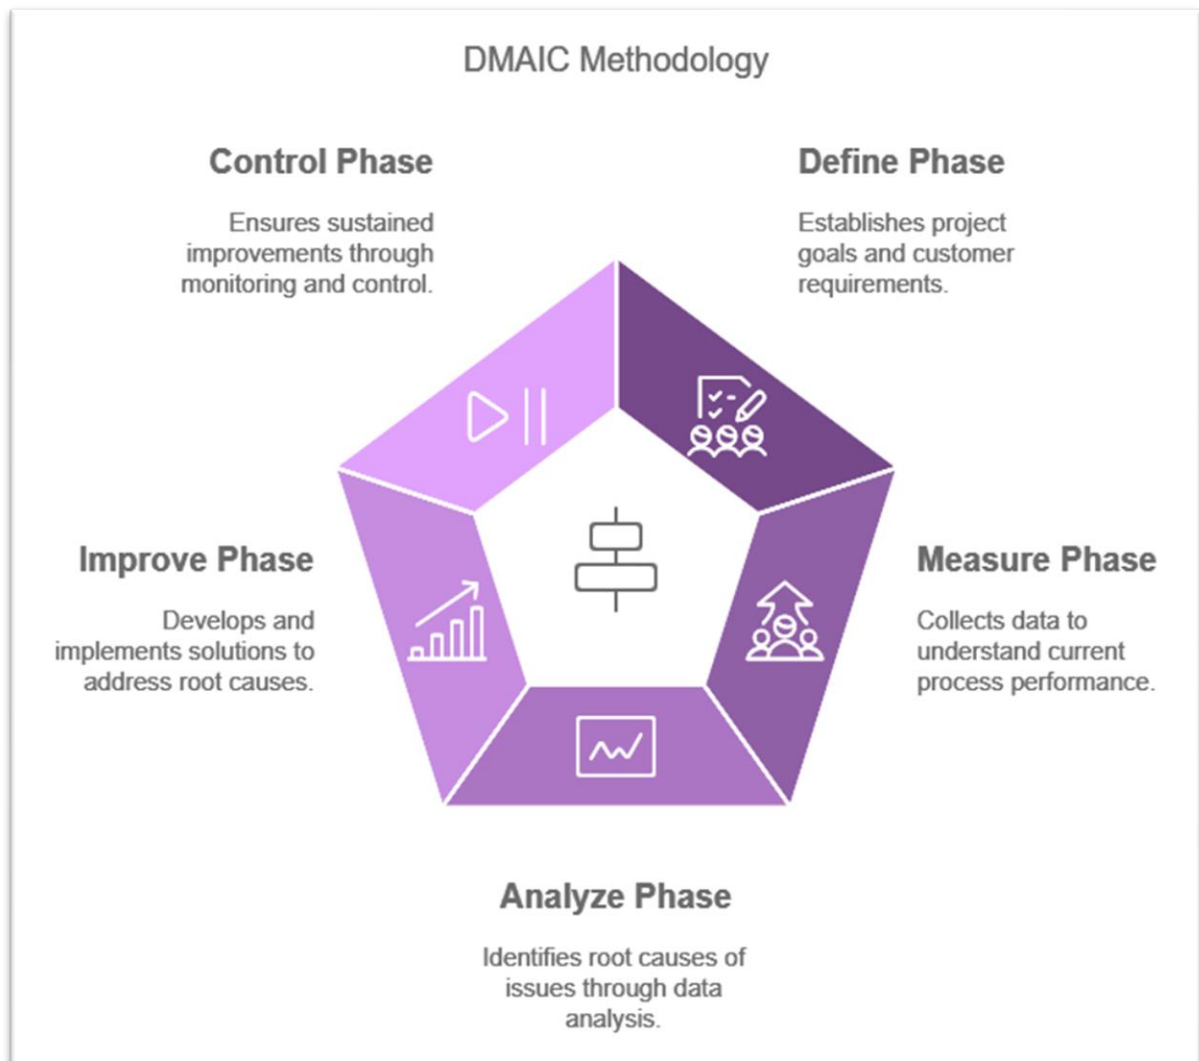 DMAIC Methodology
Control Phase
Ensures sustained
improvements through
monitoring and control.
Define Phase
Establishes project
goals and customer
requirements.
Improve Phase
Develops and
implements solutions to
address root causes.
Measure Phase
Collects data to
understand current
process performance.
Analyze Phase
Identifies root causes of
issues through data
analysis.